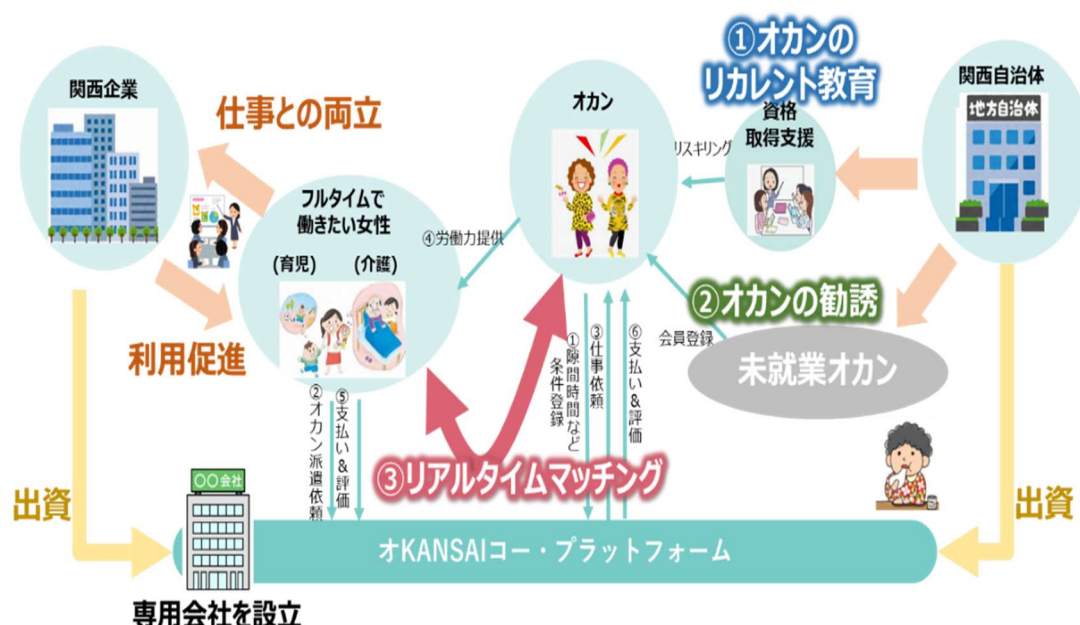 ①オカンの
リカレント教育
関西企業
関西自治体
地方自治体
オカン
資格
取得支援
仕事との両立
リスキリング
フルタイムで
働きたい女性
(育児)
(介護)
④労働力提供
②オカンの勧誘
会員登録
未就業オカン
利用促進
②オカン派遣依頼
⑤支払い&評価
①隙間時間など
条件登録
③仕事依頼
⑥支払い&評価
③リアルタイムマッチング
〇〇会社
出資
出資
オKANSAIコー・プラットフォーム
専用会社を設立